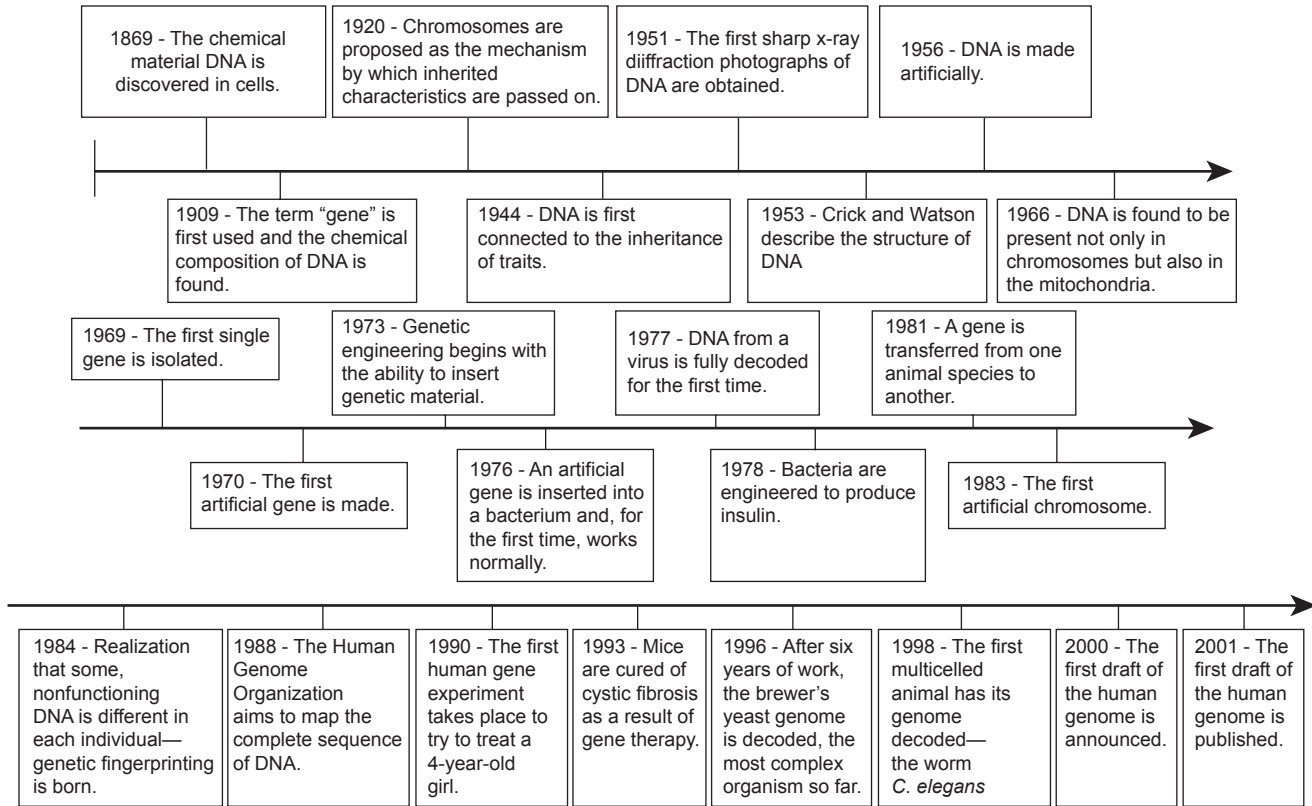 1869 - The chemical
material DNA is
discovered in cells.
1920 - Chromosomes are
proposed as the mechanism
by which inherited
characteristics are passed on.
1951 - The first sharp x-ray
diiffraction photographs of
DNA are obtained.
1956 - DNA is made
artificially.
1909 - The term “gene” is
first used and the chemical
composition of DNA is
found.
1944 - DNA is first
connected to the inheritance
of traits.
1953 - Crick and Watson
describe the structure of
DNA
1966 - DNA is found to be
present not only in
chromosomes but also in
the mitochondria.
1969 - The first single
gene is isolated.
1973 - Genetic
engineering begins with
the ability to insert
genetic material.
1977 - DNA from a
virus is fully decoded
for the first time.
1981 - A gene is
transferred from one
animal species to
another.
1970 - The first
artificial gene is made.
1976 - An artificial
gene is inserted into
a bacterium and, for
the first time, works
normally.
1978 - Bacteria are
engineered to produce
insulin.
1983 - The first
artificial chromosome.
1984 - Realization
that some,
nonfunctioning
DNA is different in
each individual—
genetic fingerprinting
is born.
1988 - The Human
Genome
Organization
aims to map the
complete sequence
of DNA.
1990 - The first
human gene
experiment
takes place to
try to treat a
4-year-old
girl.
1993 - Mice
are cured of
cystic fibrosis
as a result of
gene therapy.
1996 - After six
years of work,
the brewer’s
yeast genome
is decoded, the
most complex
organism so far.
1998 - The first
multicelled
animal has its
genome
decoded—
the worm
C. elegans
2000 - The
first draft of
the human
genome is
announced.
2001 - The
first draft of
the human
genome is
published.